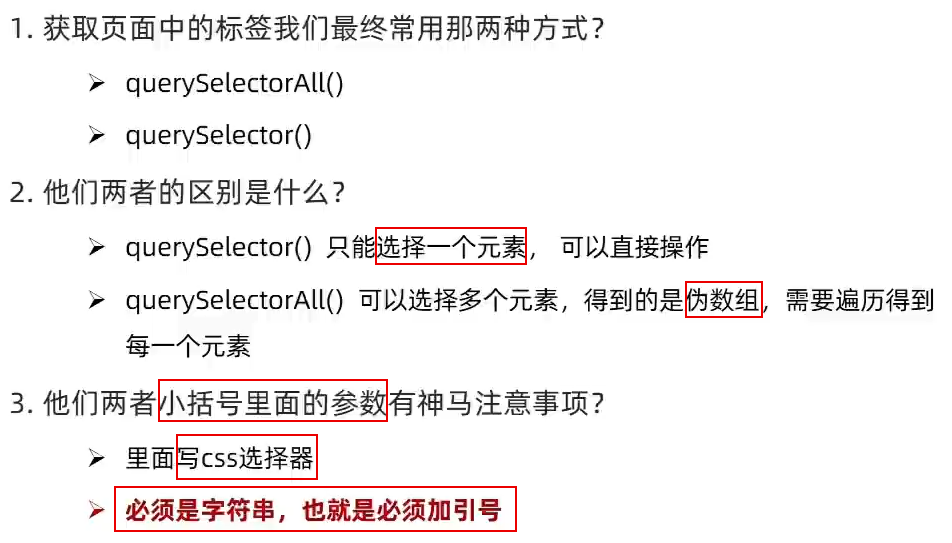 1. 获取页面中的标签我们最终常用那两种方式？
➢ querySelectorAll()
➢ querySelector()
2. 他们两者的区别是什么？
➢ querySelector() 只能选择一个元素， 可以直接操作
➢ querySelectorAll() 可以选择多个元素，得到的是伪数组，需要遍历得到
每一个元素
3. 他们两者小括号里面的参数有神马注意事项？
➢ 里面写css选择器
➢ 必须是字符串，也就是必须加引号